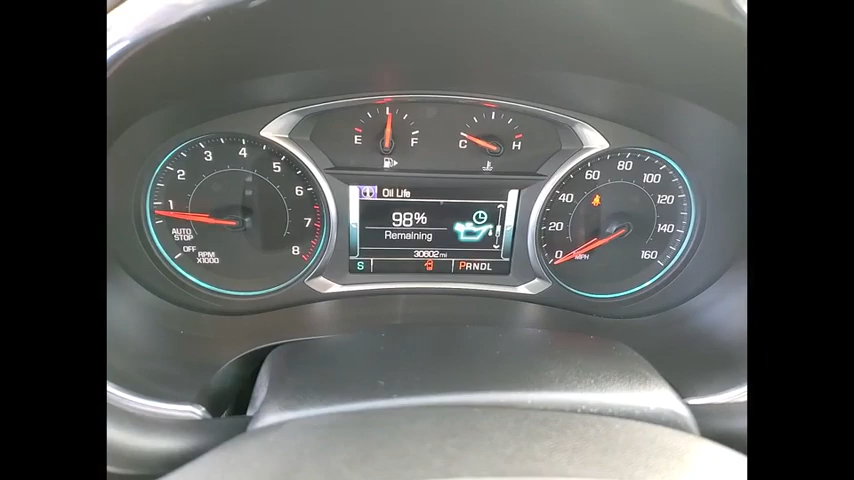 E F
C H
1 2 3 4 5 6 7 8
AUTO
STOP
OFF
RPM
X1000
Oil Life
98%
Remaining
30802 mi
S PRNDL
0 20 40 60 80 100 120 140 160
MPH